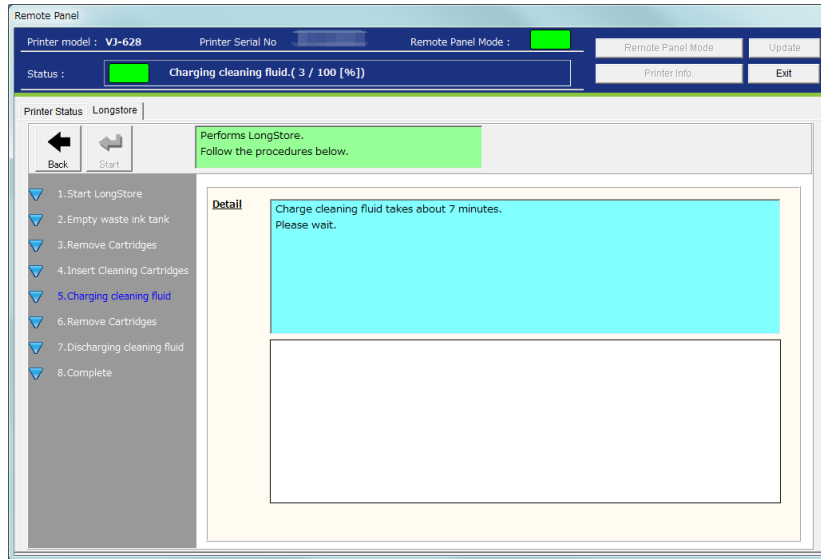 Remote Panel
Printer model : VJ-628 Printer Serial No Remote Panel Mode :
Remote Panel Mode Update
Status : Charging cleaning fluid.( 3 / 100 [%])
Printer Info. Exit
Printer Status Longstore
Back Start
Performs LongStore.
Follow the procedures below.
1.Start LongStore
2.Empty waste ink tank
3.Remove Cartridges
4.Insert Cleaning Cartridges
5.Charging cleaning fluid
6.Remove Cartridges
7.Discharging cleaning fluid
8.Complete
Detail
Charge cleaning fluid takes about 7 minutes.
Please wait.